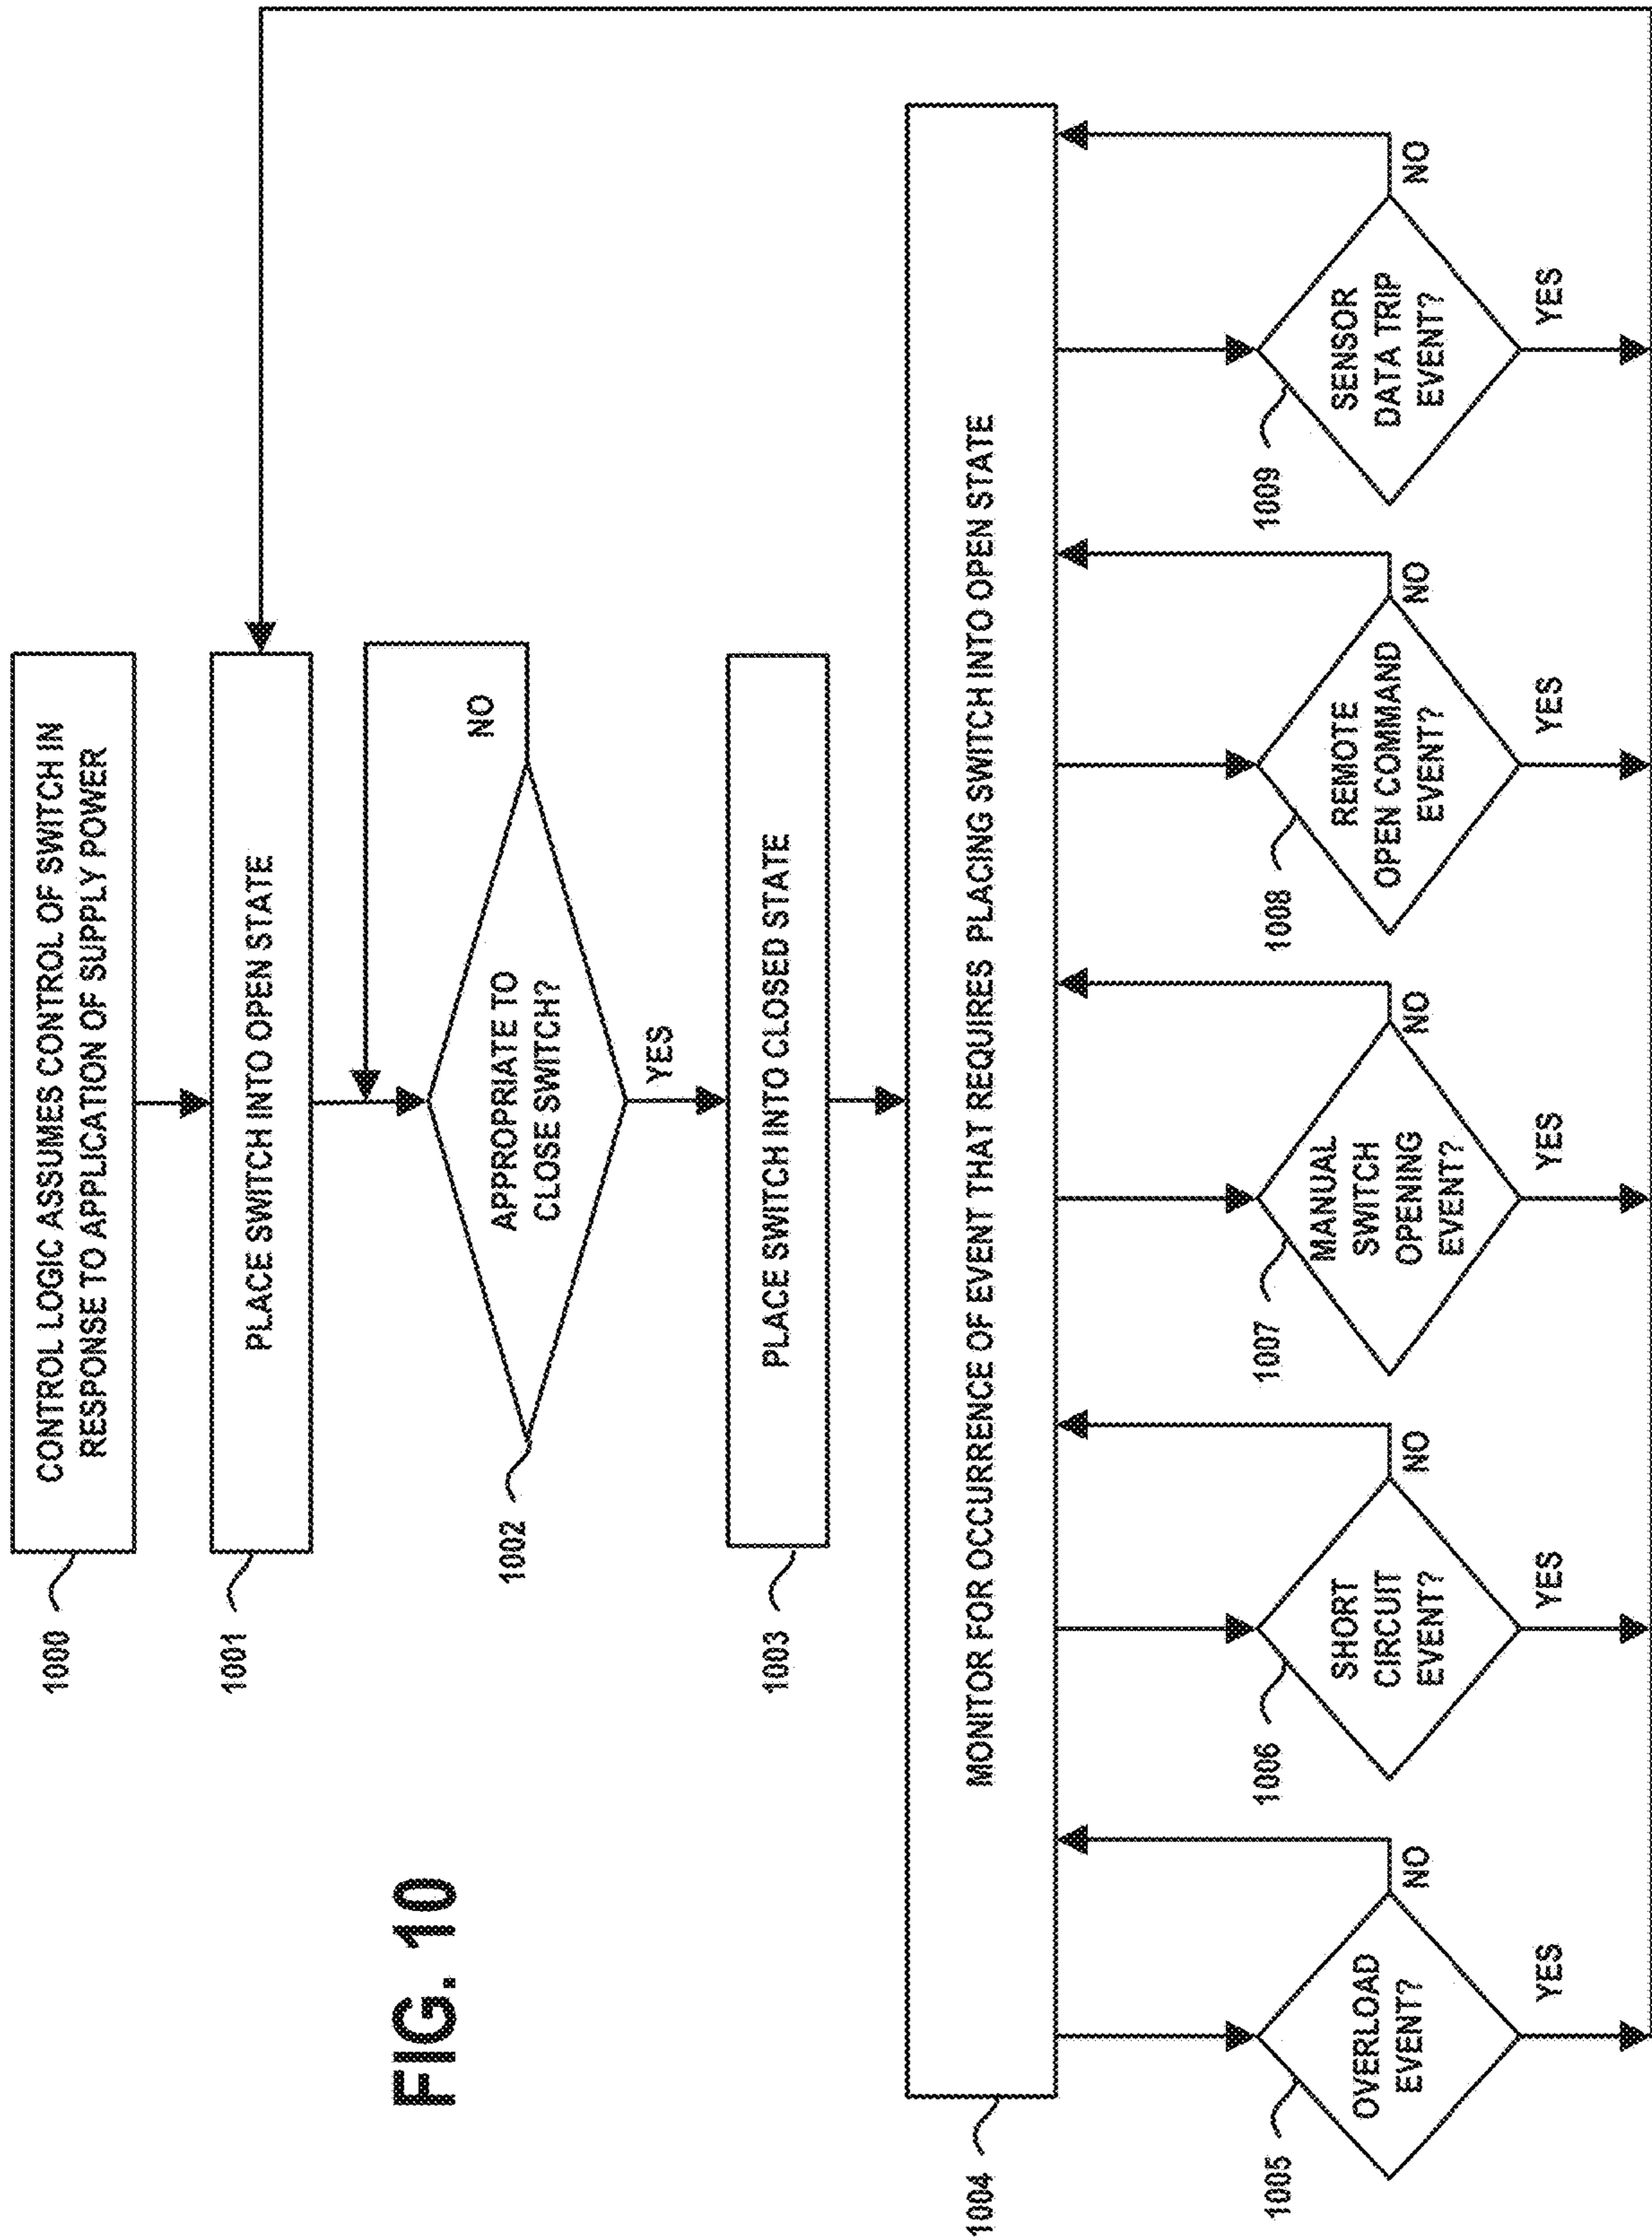 1000
CONTROL LOGIC ASSUMES CONTROL OF SWITCH IN
RESPONSE TO APPLICATION OF SUPPLY POWER
1001
PLACE SWITCH INTO OPEN STATE
NO
1002
APPROPRIATE TO
CLOSE SWITCH?
YES
FIG. 10
1003
PLACE SWITCH INTO CLOSED STATE
1004
MONITOR FOR OCCURRENCE OF EVENT THAT REQUIRES PLACING SWITCH INTO OPEN STATE
1005
OVERLOAD
EVENT?
NO
YES
1006
SHORT
CIRCUIT
EVENT?
NO
YES
1007
MANUAL
SWITCH
OPENING
EVENT?
NO
YES
1008
REMOTE
OPEN COMMAND
EVENT?
NO
YES
1009
SENSOR
DATA TRIP
EVENT?
NO
YES